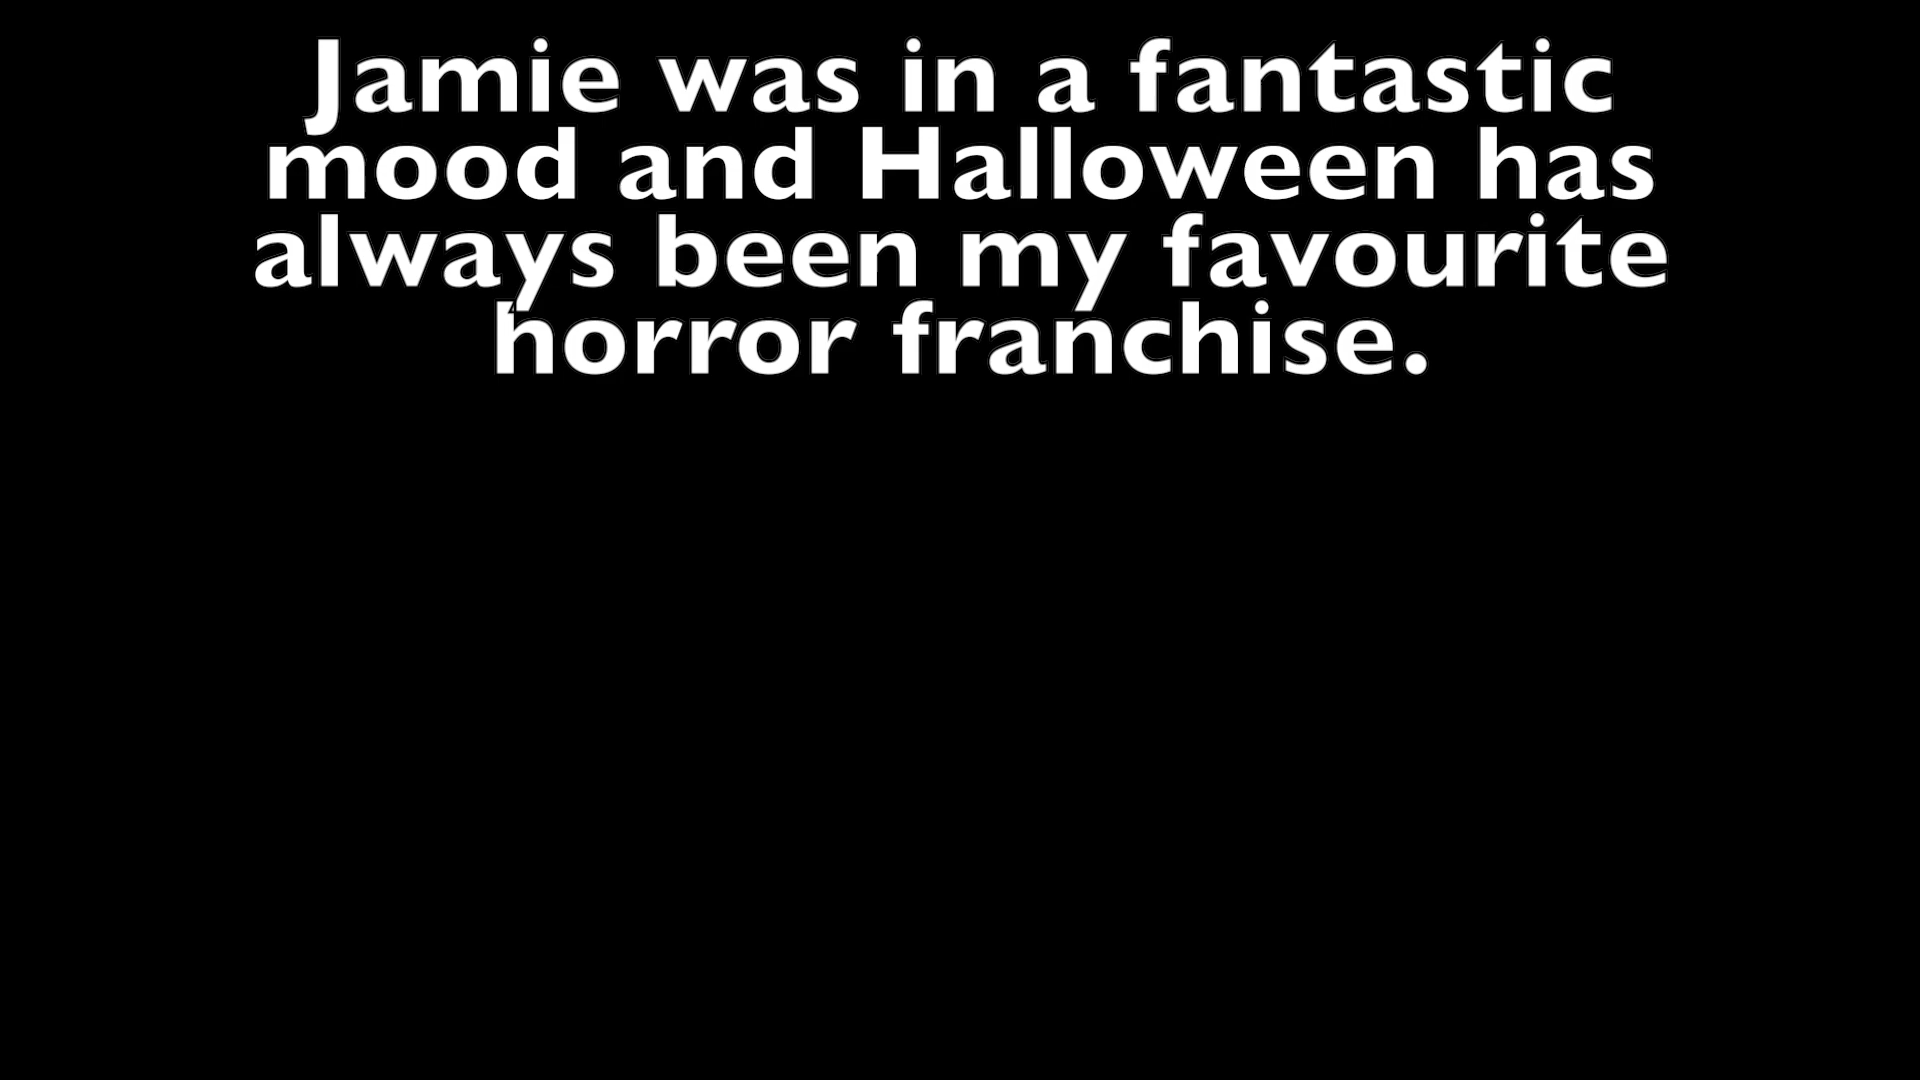 Jamie was in a fantastic
mood and Halloween has
always been my favourite
horror franchise.